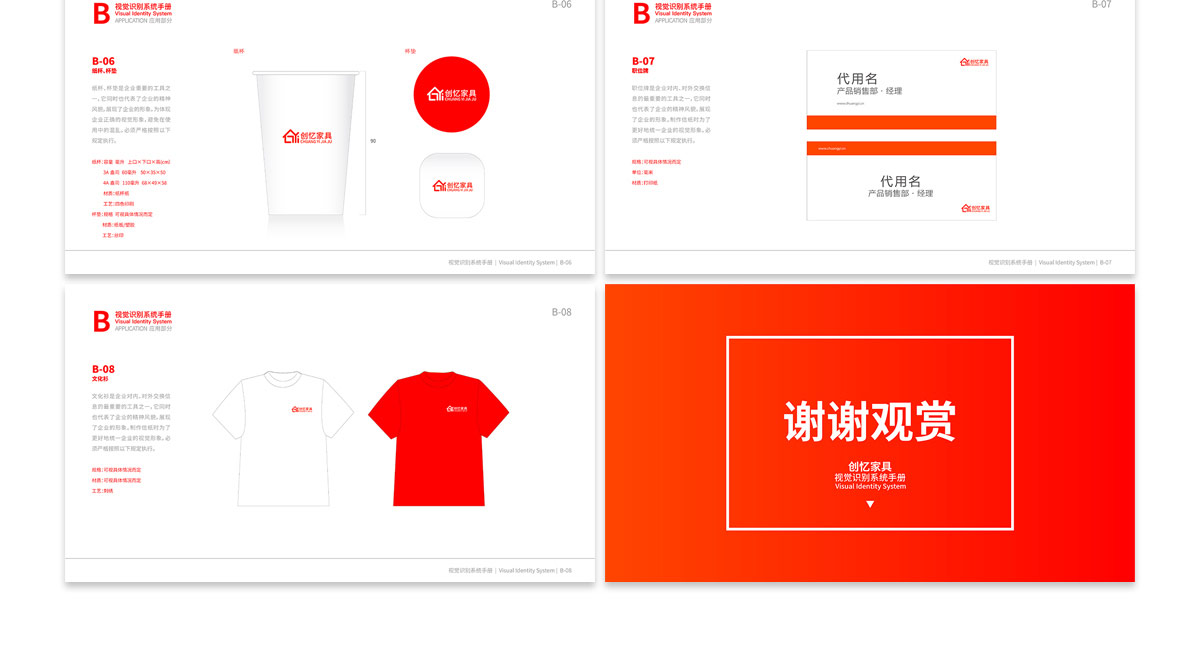 B
视觉识别系统手册
Visual Identity System
APPLICATION 应用部分
B-06
B-06
纸杯、杯垫
纸杯、杯垫是企业重要的工具之
一,它同时也代表了企业的精神
风貌,展现了企业的形象。为体现
企业正确的视觉形象,避免在使
用中的混乱,必须严格按照以下
规定执行。
纸杯:容量 毫升 上口×下口×高(cm)
3A 盎司 60毫升 50×35×55
4A 盎司 110毫升 68×49×58
材质:纸杯纸
工艺:四色印刷
杯垫:规格 可视具体情况而定
材质:纸板/塑胶
工艺:丝印
纸杯
创忆家具
CHUANG YI JIA JU
90
杯垫
创忆家具
CHUANG YI JIA JU
创忆家具
CHUANG YI JIA JU
视觉识别系统手册 | Visual Identity System | B-06
B
视觉识别系统手册
Visual Identity System
APPLICATION 应用部分
B-07
B-07
职位牌
职位牌是企业对内、对外交换信
息的最重要的工具之一,它同时
也代表了企业的精神风貌,展现
了企业的形象。制作信纸时为了
更好地统一企业的视觉形象,必
须严格按照以下规定执行。
规格:可视具体情况而定
单位:毫米
材质:打印纸
创忆家具
代用名
产品销售部 · 经理
代用名
产品销售部 · 经理
创忆家具
视觉识别系统手册 | Visual Identity System | B-07
B
视觉识别系统手册
Visual Identity System
APPLICATION 应用部分
B-08
B-08
文化衫
文化衫是企业对内、对外交换信
息的最重要的工具之一,它同时
也代表了企业的精神风貌,展现
了企业的形象。制作信纸时为了
更好地统一企业的视觉形象,必
须严格按照以下规定执行。
规格:可视具体情况而定
材质:可视具体情况而定
工艺:刺绣
创忆家具
创忆家具
视觉识别系统手册 | Visual Identity System | B-08
谢谢观赏
创忆家具
视觉识别系统手册
Visual Identity System